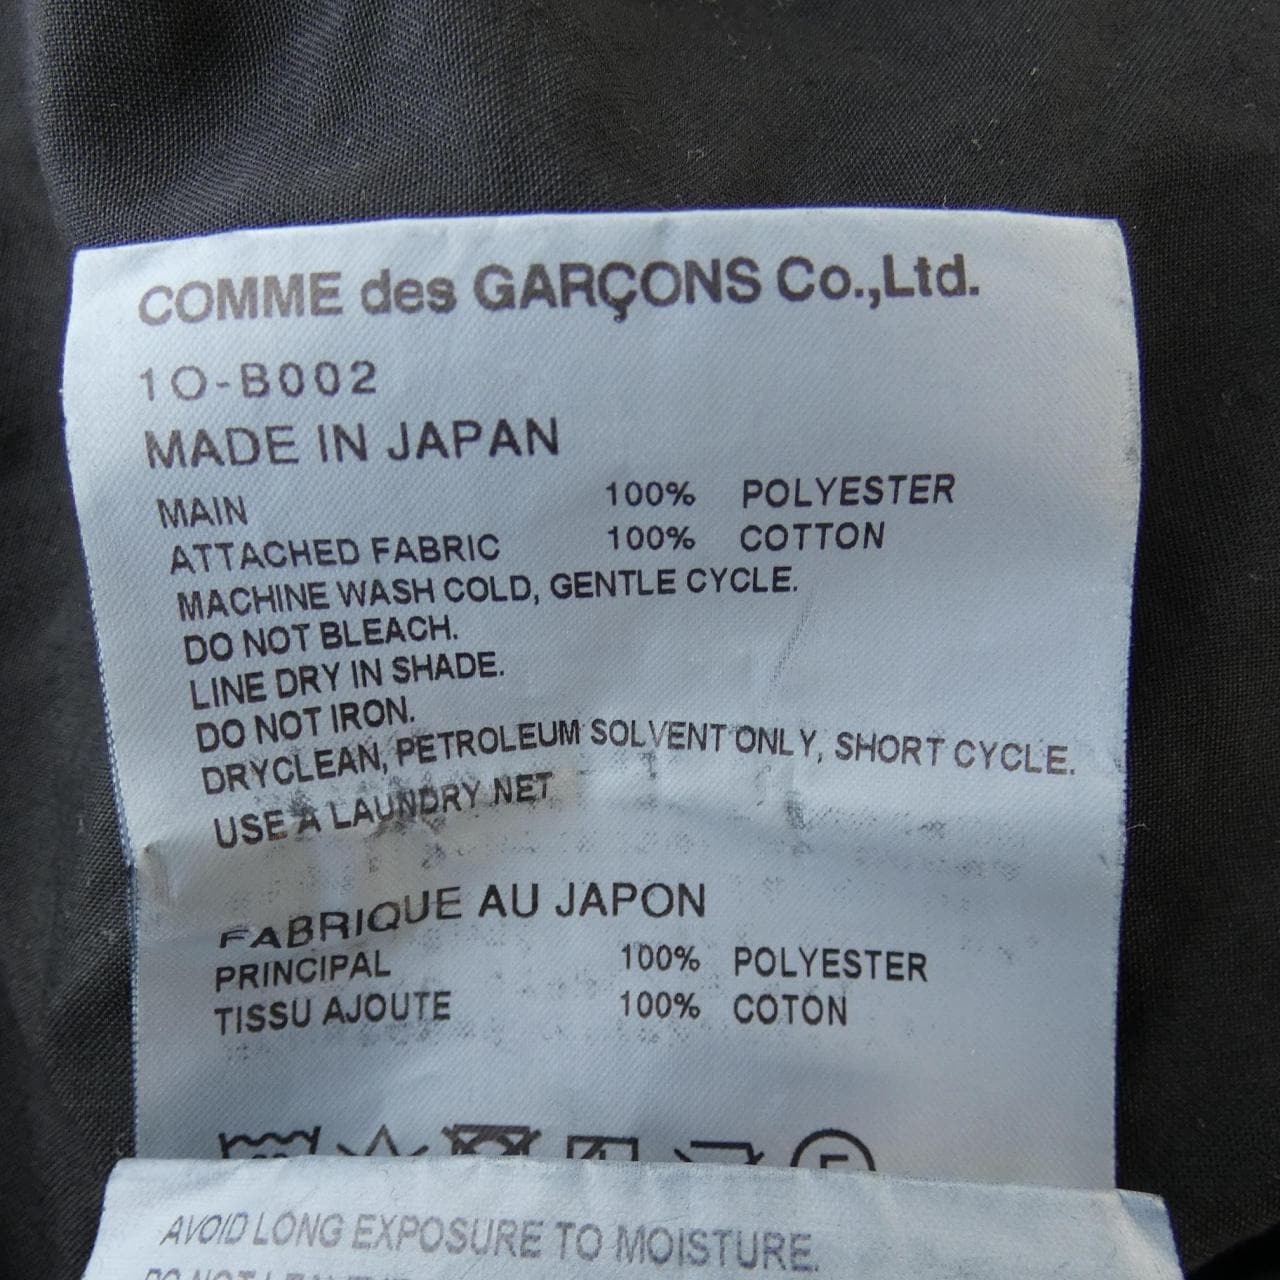 COMME des GARÇONS Co.,Ltd.
1O-B002
MADE IN JAPAN
MAIN 100% POLYESTER
ATTACHED FABRIC 100% COTTON
MACHINE WASH COLD, GENTLE CYCLE.
DO NOT BLEACH.
LINE DRY IN SHADE.
DO NOT IRON.
DRYCLEAN, PETROLEUM SOLVENT ONLY, SHORT CYCLE.
USE A LAUNDRY NET
FABRIQUE AU JAPON
PRINCIPAL 100% POLYESTER
TISSU AJOUTE 100% COTON
AVOID LONG EXPOSURE TO MOISTURE.